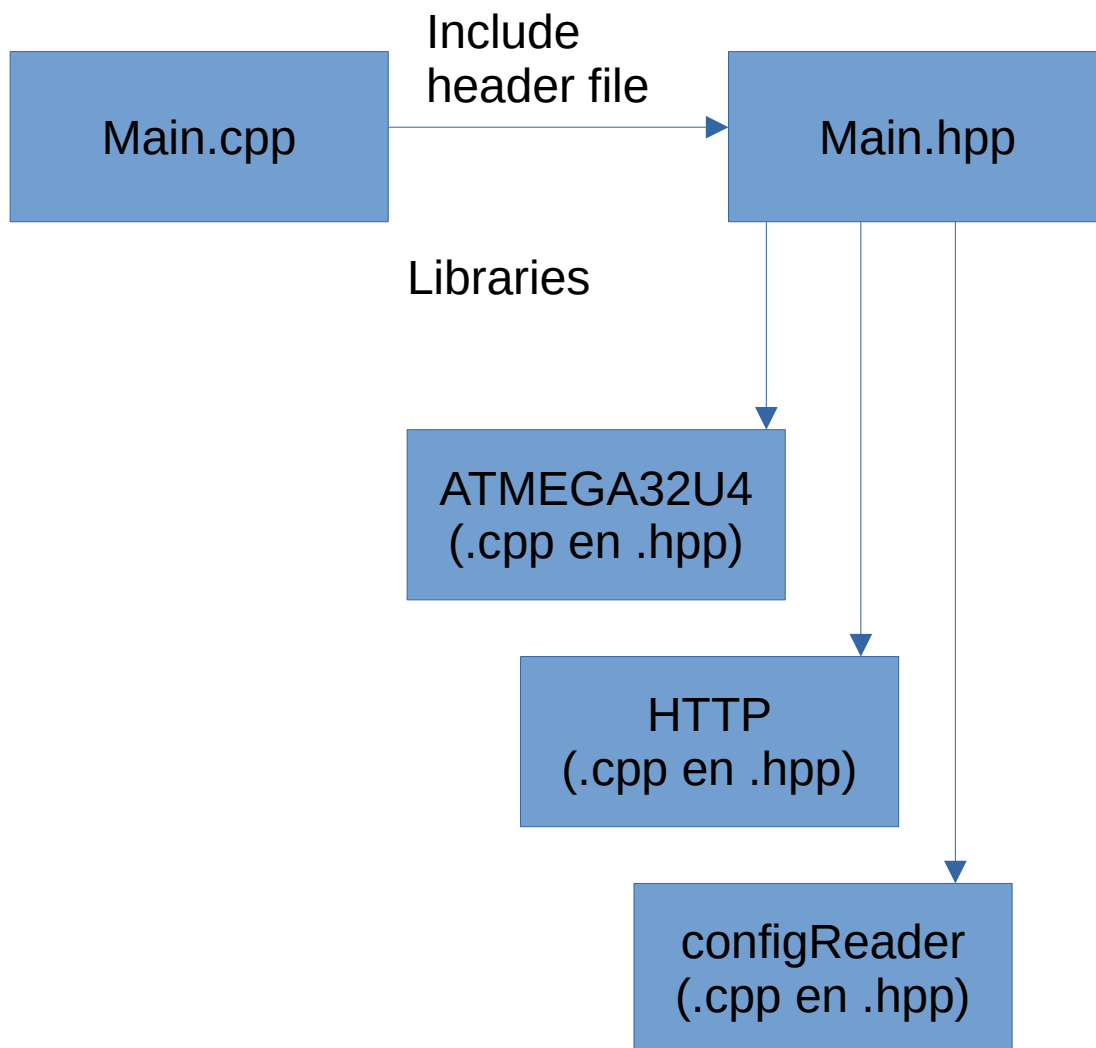 Include
header file
Main.cpp
Main.hpp
Libraries
ATMEGA32U4
(.cpp en .hpp)
HTTP
(.cpp en .hpp)
configReader
(.cpp en .hpp)